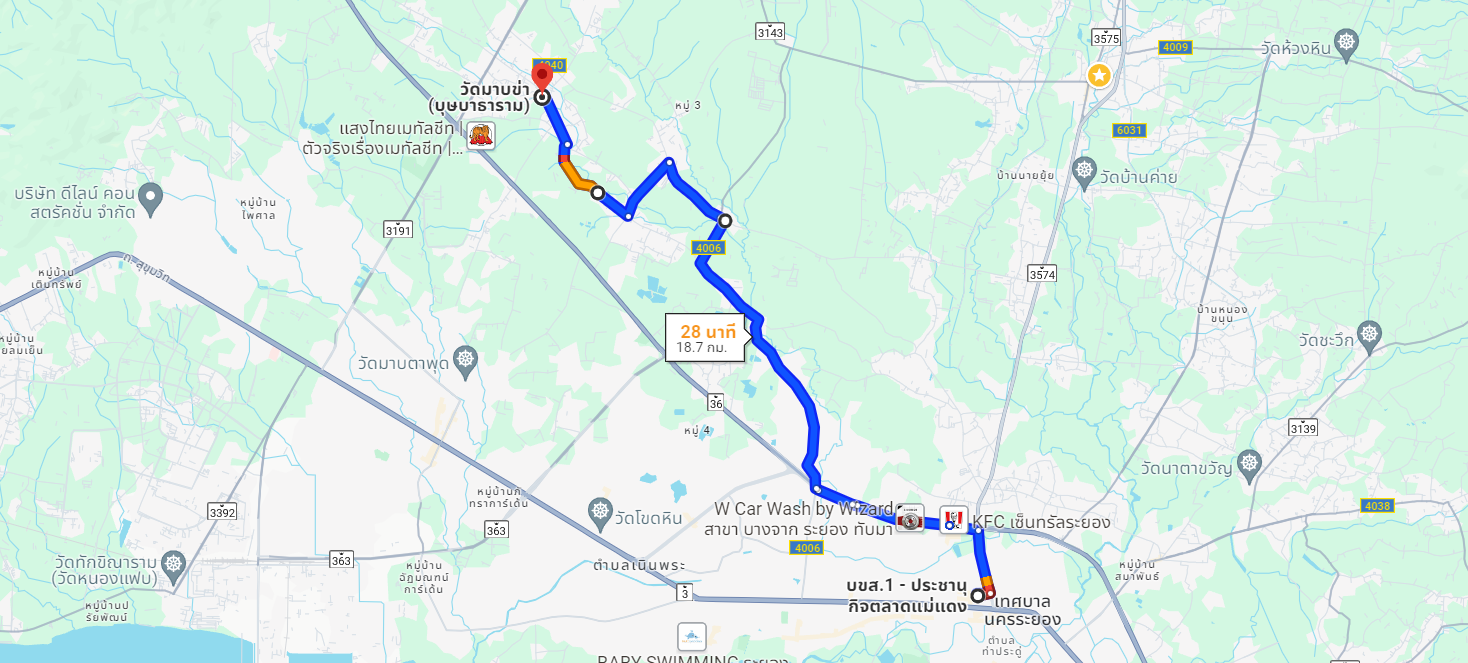 3143
3575
4009
วัดห้วงหิน
4040
วัดมาบข่า
(บุษบาธาราม)
หมู่ 3
แสงไทยเมทัลชีท |
ตัวจริงเรื่องเมทัลชีท |...
6031
บ้านนายยุ้ย
วัดบ้านค่าย
บริษัท ดีไลน์ คอน
สตรัคชั่น จำกัด
หมู่บ้าน
ไพศาล
3191
4006
ถ. สุขุมวิท
หมู่บ้าน
เติมทรัพย์
3574
บ้านหนอง
ขนุน
28 นาที
18.7 กม.
วัดชะวึก
หมู่บ้าน
วัดมาบตาพุด
36
หมู่ 4
3139
วัดนาตาขวัญ
3392
วัดโขดหิน
W Car Wash by Wizard
สาขา บางจาก ระยอง ทับมา
KFC เซ็นทรัลระยอง
4038
363
363
4006
ตำบลเนินพระ
วัดทักขิณาราม
(วัดหนองแฟบ)
หมู่บ้าน
สมาพันธ์
3
บขส.1 - ประชานุ
กิจตลาดแม่แดง
เทศบาล
นครระยอง
ตำบล
ท่าประดู่
BABY SWIMMING ระยอง